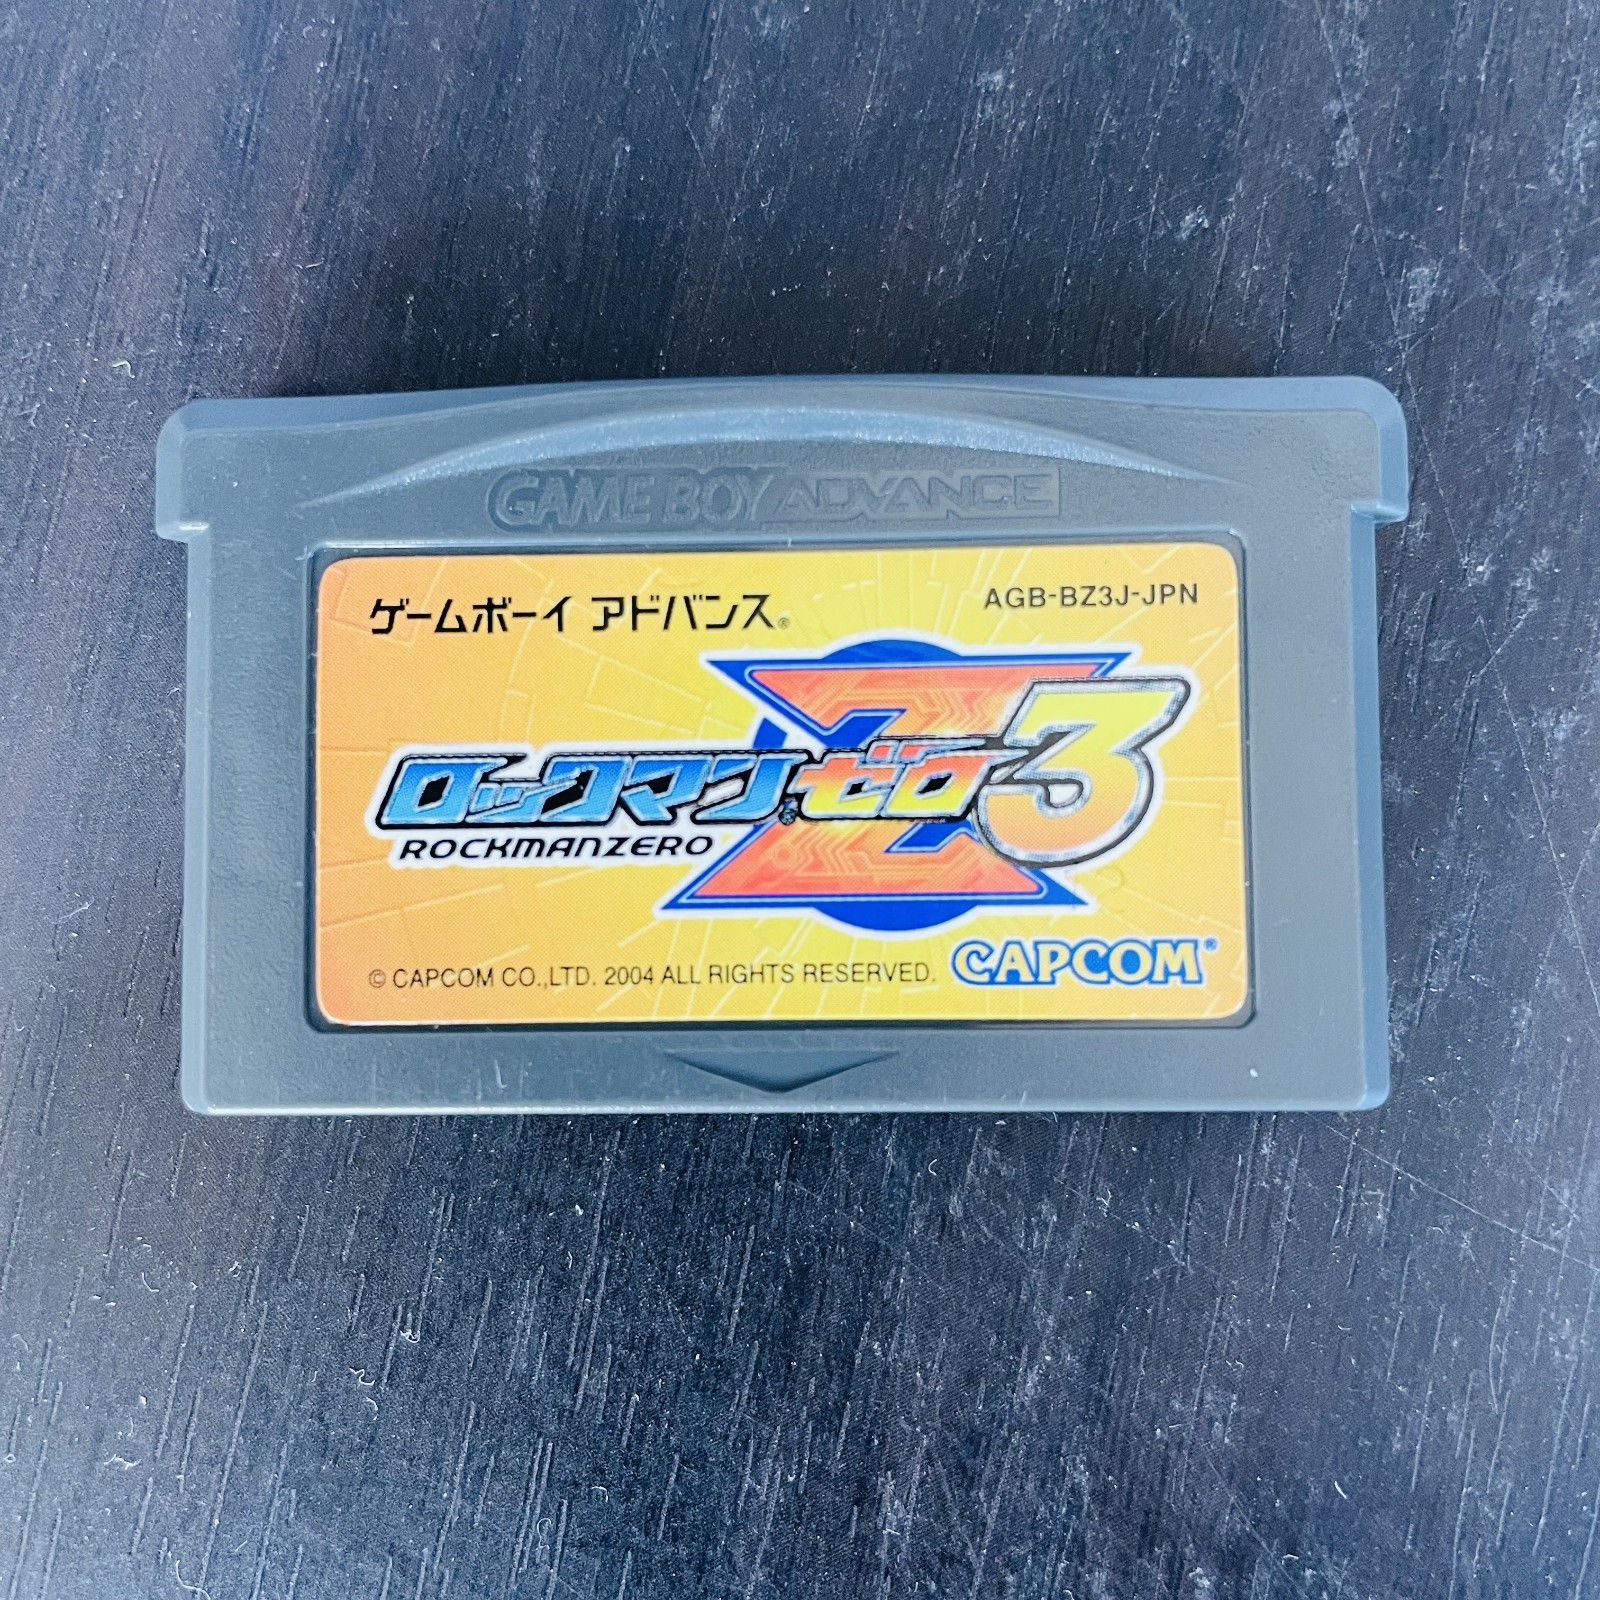 GAME BOY ADVANCE
ゲームボーイ アドバンス®
AGB-BZ3J-JPN
ロックマン®ゼロ3
ROCKMANZERO
© CAPCOM CO.,LTD. 2004 ALL RIGHTS RESERVED.
CAPCOM®